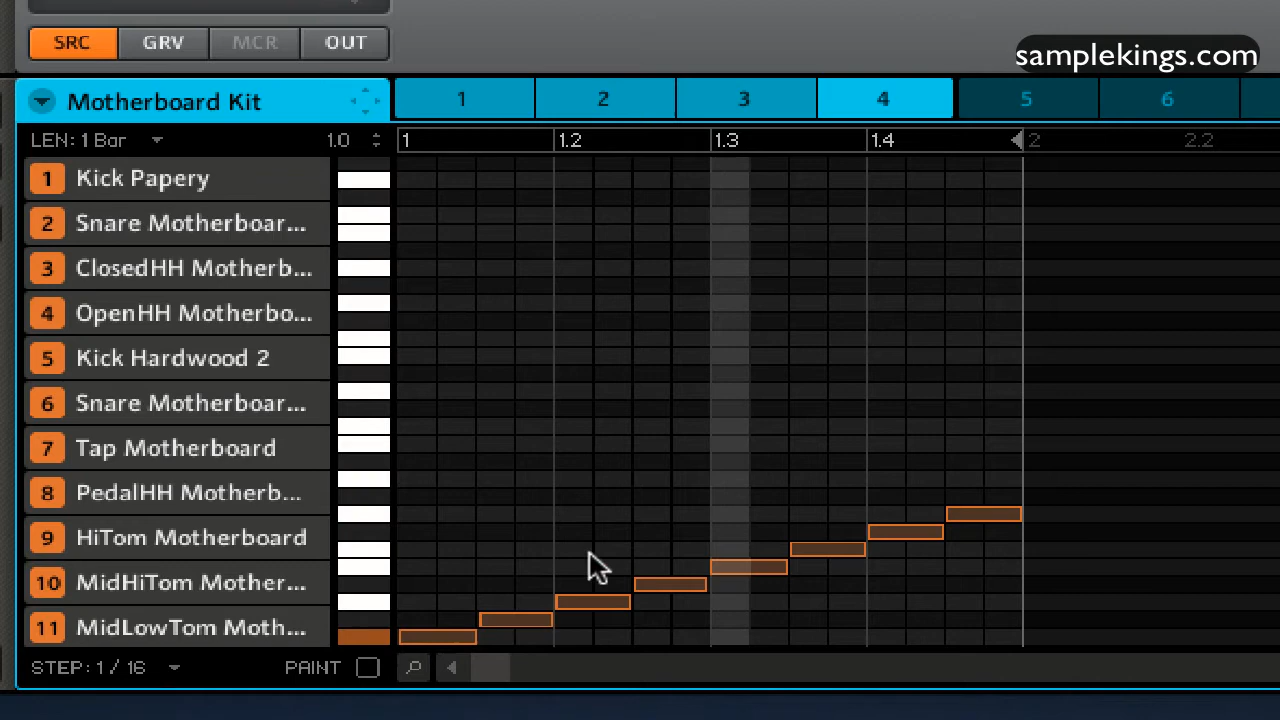 SRC GRV MCR OUT
samplekings.com
Motherboard Kit 1 2 3 4 5 6
LEN: 1 Bar 1.0 1 1.2 1.3 1.4 2 2.2
1 Kick Papery
2 Snare Motherboar...
3 ClosedHH Motherb...
4 OpenHH Motherbo...
5 Kick Hardwood 2
6 Snare Motherboar...
7 Tap Motherboard
8 PedalHH Motherb...
9 HiTom Motherboard
10 MidHiTom Mother...
11 MidLowTom Moth...
STEP: 1 / 16 PAINT